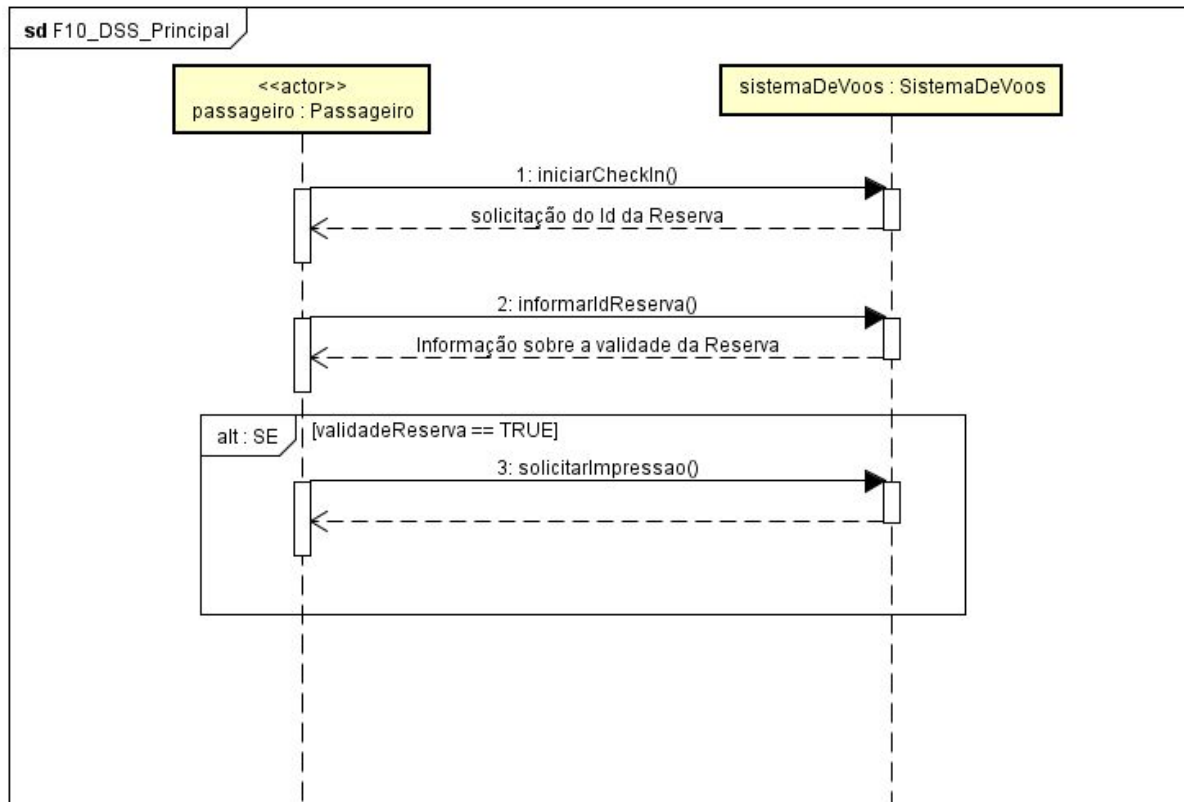 sd F10_DSS_Principal
<<actor>>
passageiro : Passageiro
sistemaDeVoos : SistemaDeVoos
1: iniciarCheckIn()
solicitação do Id da Reserva
2: informarIdReserva()
Informação sobre a validade da Reserva
alt : SE
[validadeReserva == TRUE]
3: solicitarImpressao()